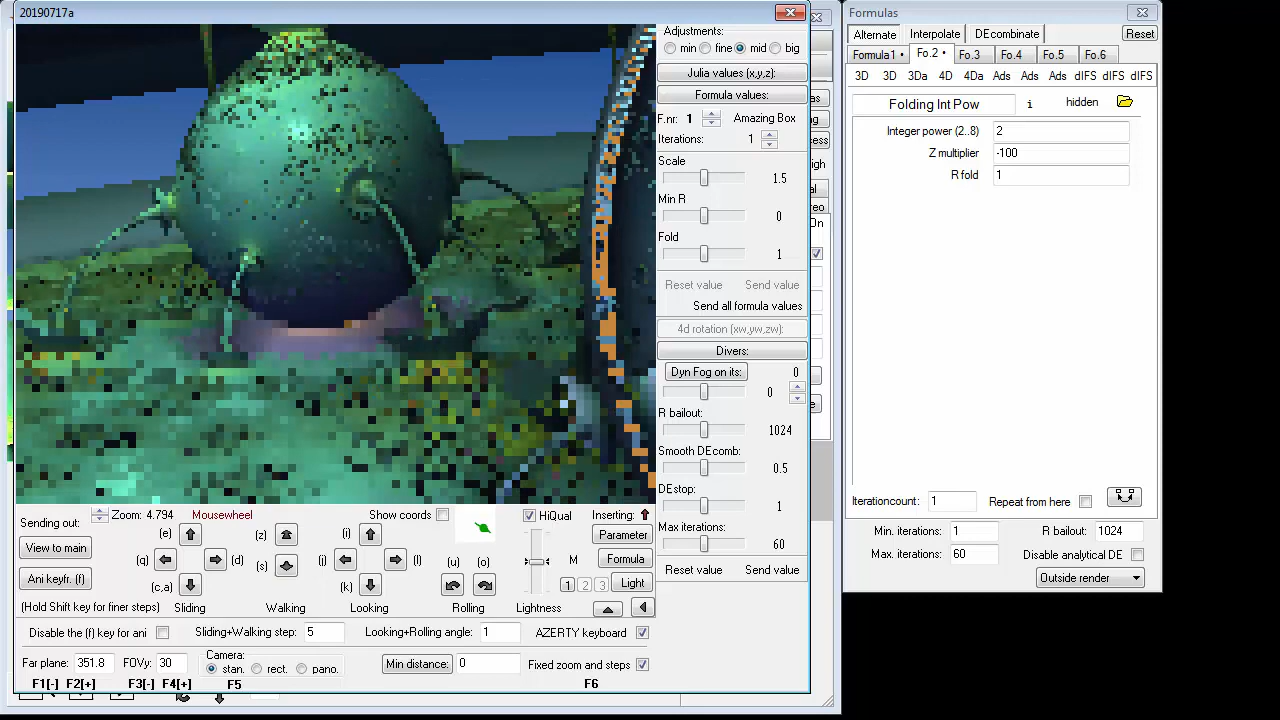 20190717a
Adjustments:
min fine mid big
Julia values (x,y,z):
Formula values:
F.nr: 1 Amazing Box
Iterations: 1
Scale
1.5
Min R
0
Fold
1
Reset value Send value
Send all formula values
4d rotation (xw,yw,zw):
Divers:
Dyn Fog on its: 0
0
R bailout:
1024
Smooth DEcomb:
0.5
DEstop:
1
Max iterations:
60
Reset value Send value
Sending out: Zoom: 4.794 Mousewheel Show coords HiQual Inserting:
View to main (e) (z) (i) Parameter
(q) (d) (s) (j) (l) (u) (o) M Formula
Ani keyfr. (f) (c,a) (k) 1 2 3 Light
(Hold Shift key for finer steps) Sliding Walking Looking Rolling Lightness
Disable the (f) key for ani Sliding+Walking step: 5 Looking+Rolling angle: 1 AZERTY keyboard
Far plane: 351.8 FOVy: 30 Camera: stan. rect. pano. Min distance: 0 Fixed zoom and steps
F1[-] F2[+] F3[-] F4[+] F5 F6
Formulas
Alternate Interpolate DEcombinate Reset
Formula1 • Fo.2 • Fo.3 Fo.4 Fo.5 Fo.6
3D 3D 3Da 4D 4Da Ads Ads Ads dIFS dIFS dIFS
Folding Int Pow i hidden
Integer power (2..8) 2
Z multiplier -100
R fold 1
Iterationcount: 1 Repeat from here
Min. iterations: 1 R bailout: 1024
Max. iterations: 60 Disable analytical DE
Outside render